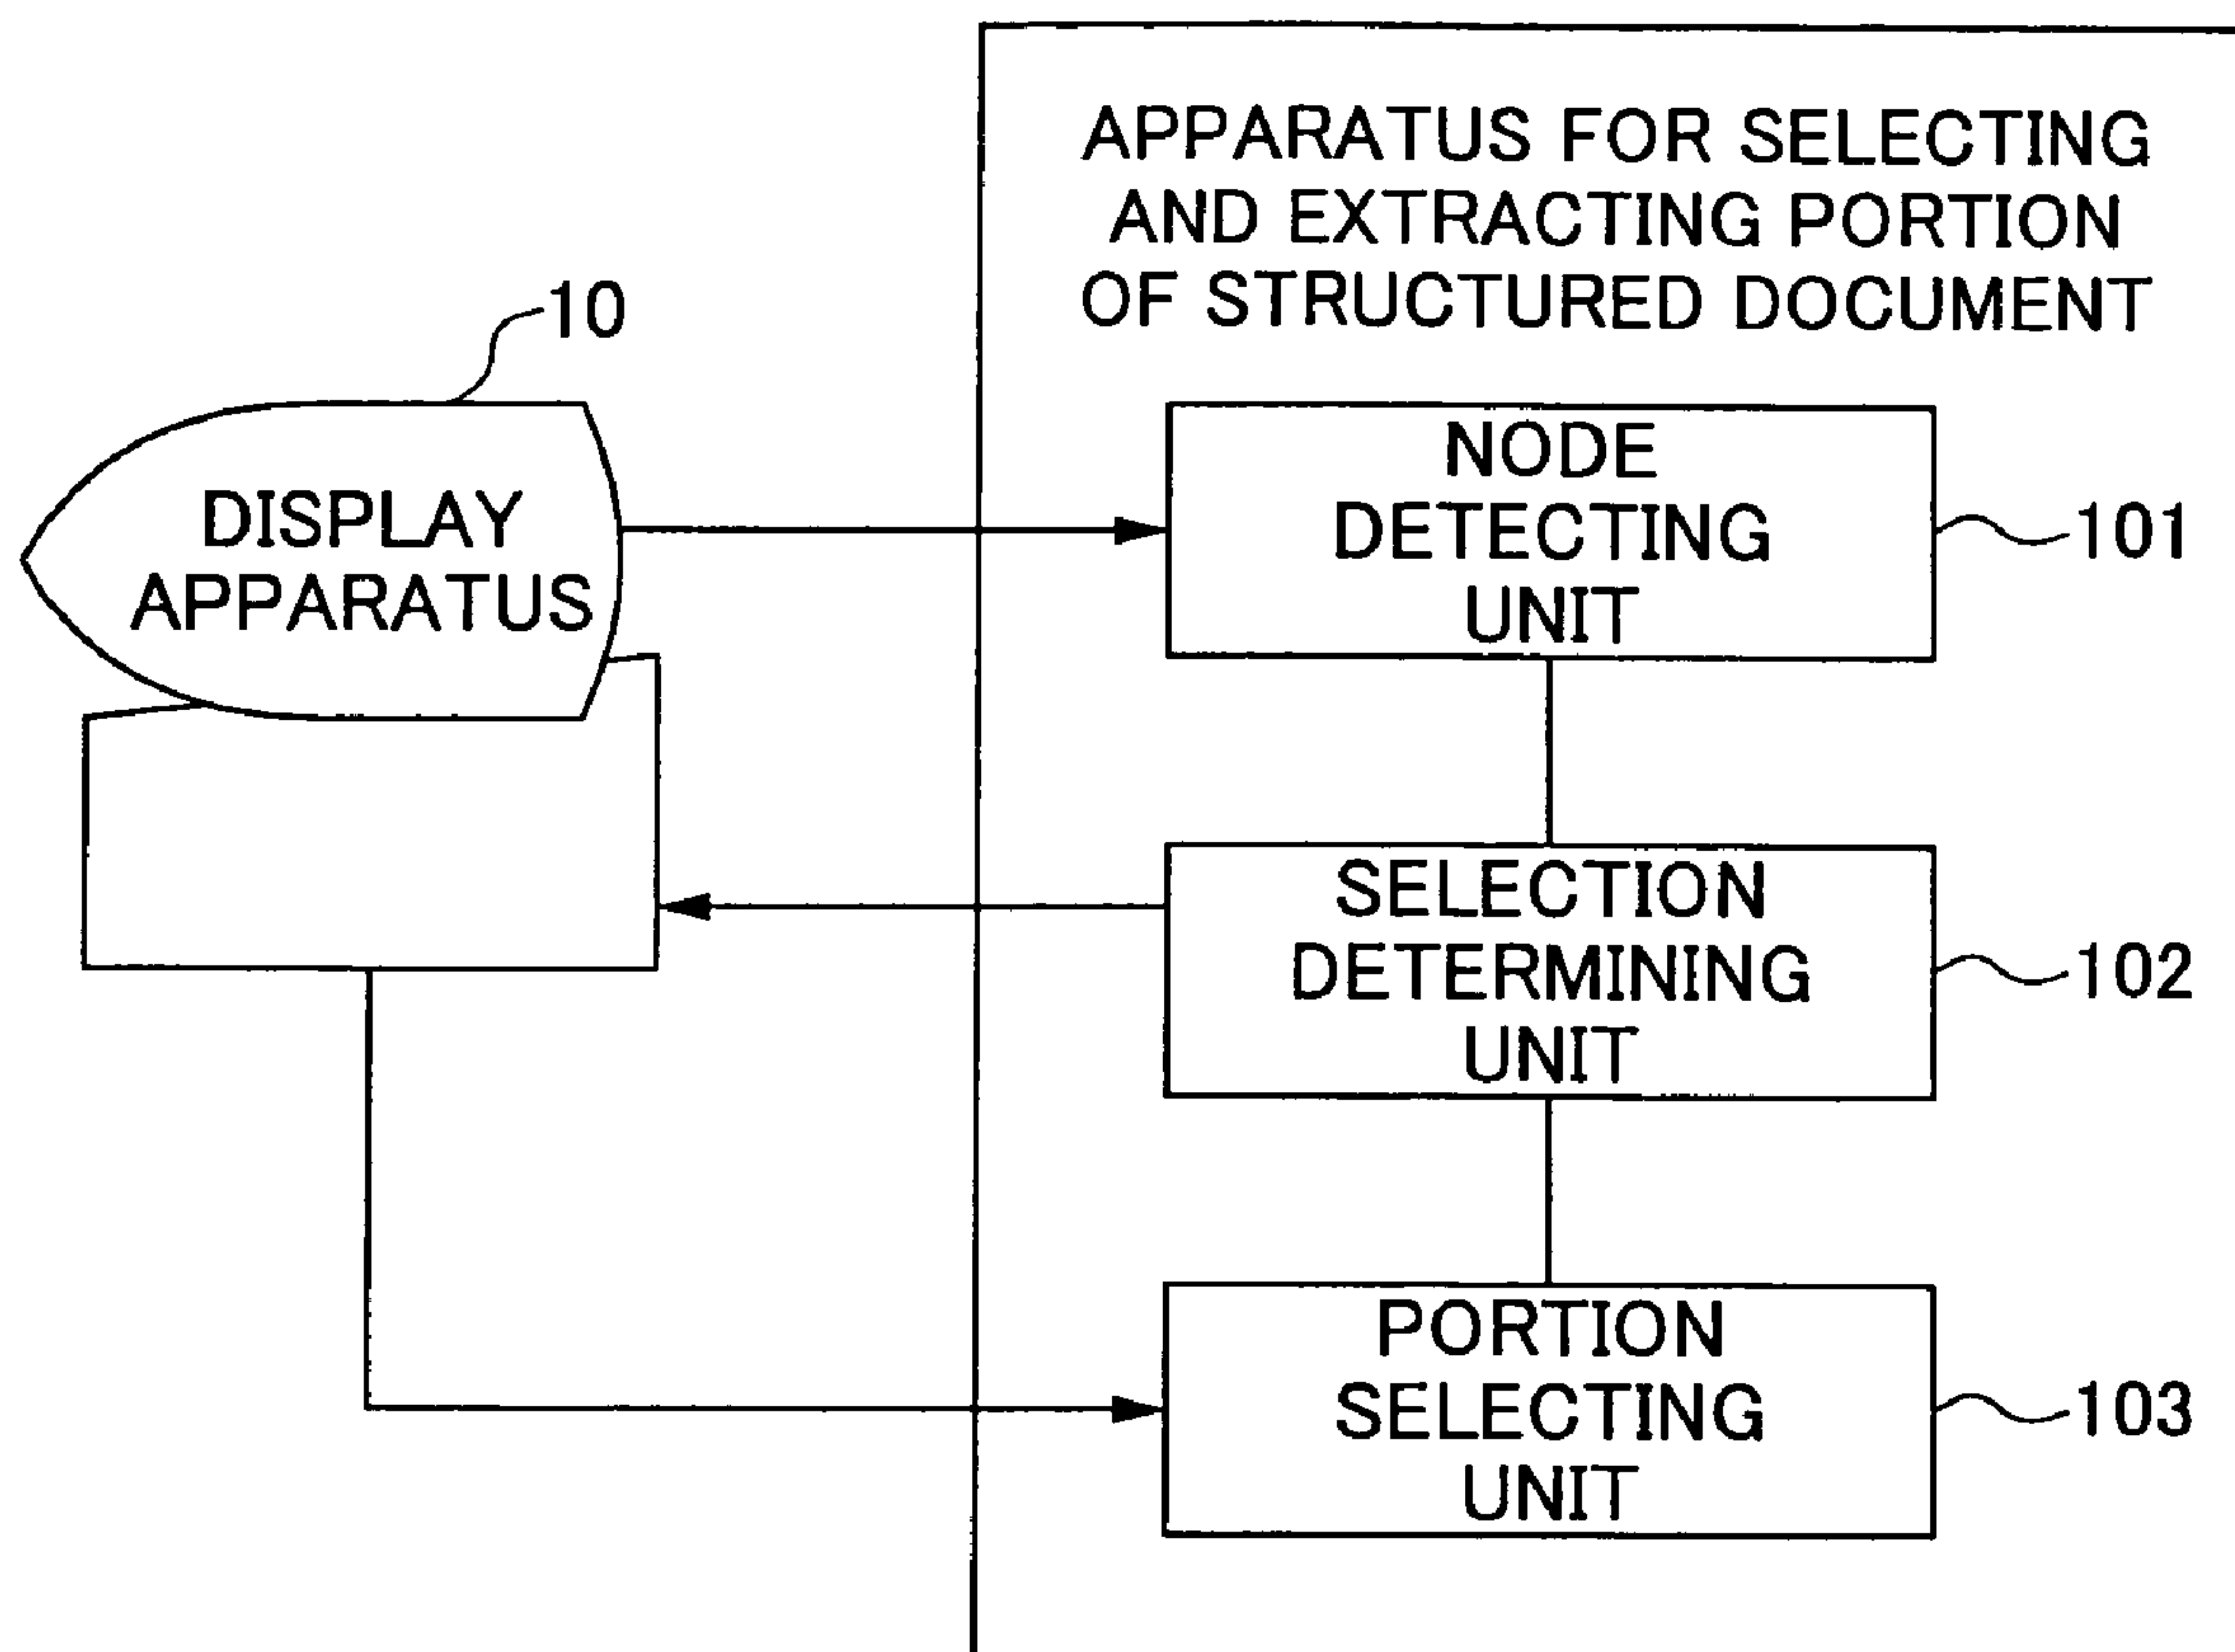 APPARATUS FOR SELECTING
AND EXTRACTING PORTION
OF STRUCTURED DOCUMENT
10
DISPLAY
APPARATUS
NODE
DETECTING
UNIT
101
SELECTION
DETERMINING
UNIT
102
PORTION
SELECTING
UNIT
103